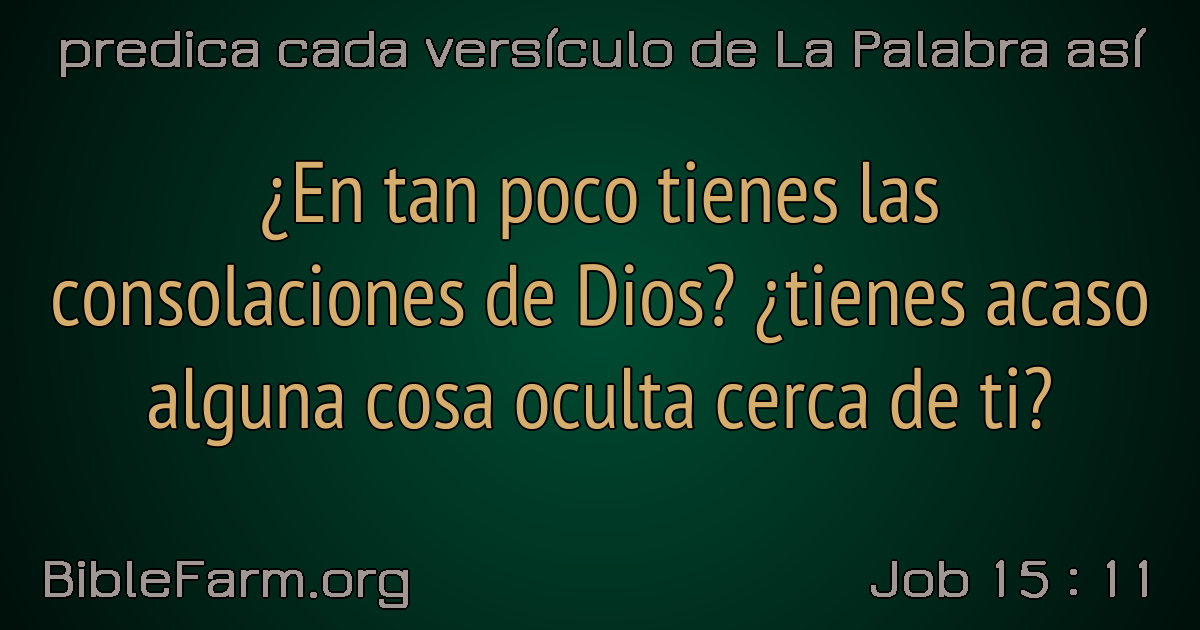 predica cada versículo de La Palabra así
¿En tan poco tienes las
consolaciones de Dios? ¿tienes acaso
alguna cosa oculta cerca de ti?
BibleFarm.org
Job 15 : 11